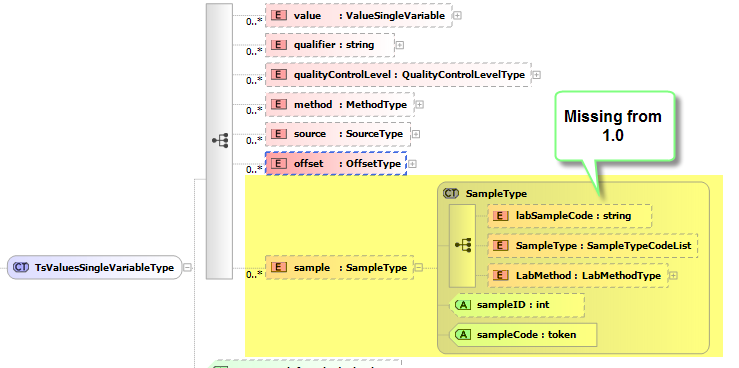 E value : ValueSingleVariable
0..*
E qualifier : string
0..*
E qualityControlLevel : QualityControlLevelType
0..*
E method : MethodType
0..*
E source : SourceType
0..*
E offset : OffsetType
0..*
Missing from
1.0
CT SampleType
E labSampleCode : string
E SampleType : SampleTypeCodeList
E LabMethod : LabMethodType
CT TsValuesSingleVariableType
E sample : SampleType
0..*
A sampleID : int
A sampleCode : token